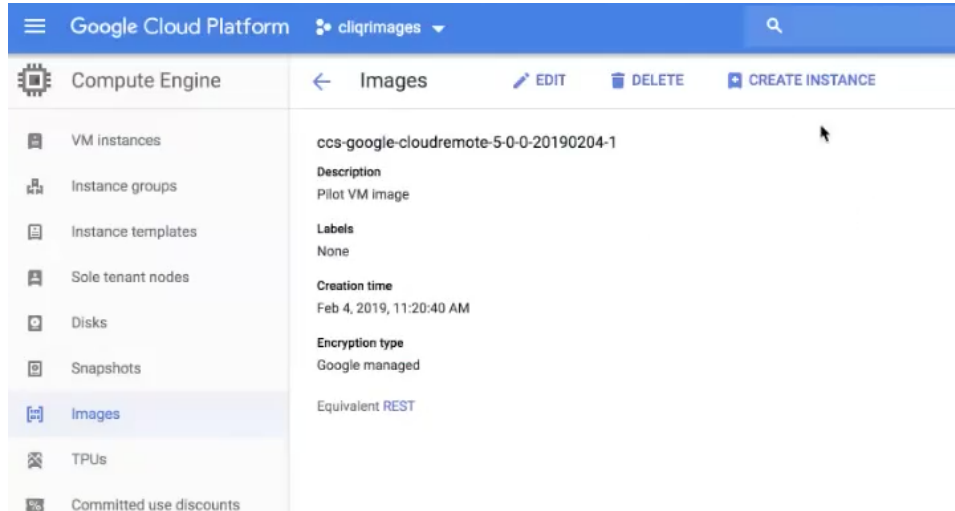 Google Cloud Platform cliqrimages
Compute Engine Images EDIT DELETE CREATE INSTANCE
VM instances
Instance groups
Instance templates
Sole tenant nodes
Disks
Snapshots
Images
TPUs
Committed use discounts
ccs-google-cloudremote-5-0-0-20190204-1
Description
Pilot VM image
Labels
None
Creation time
Feb 4, 2019, 11:20:40 AM
Encryption type
Google managed
Equivalent REST